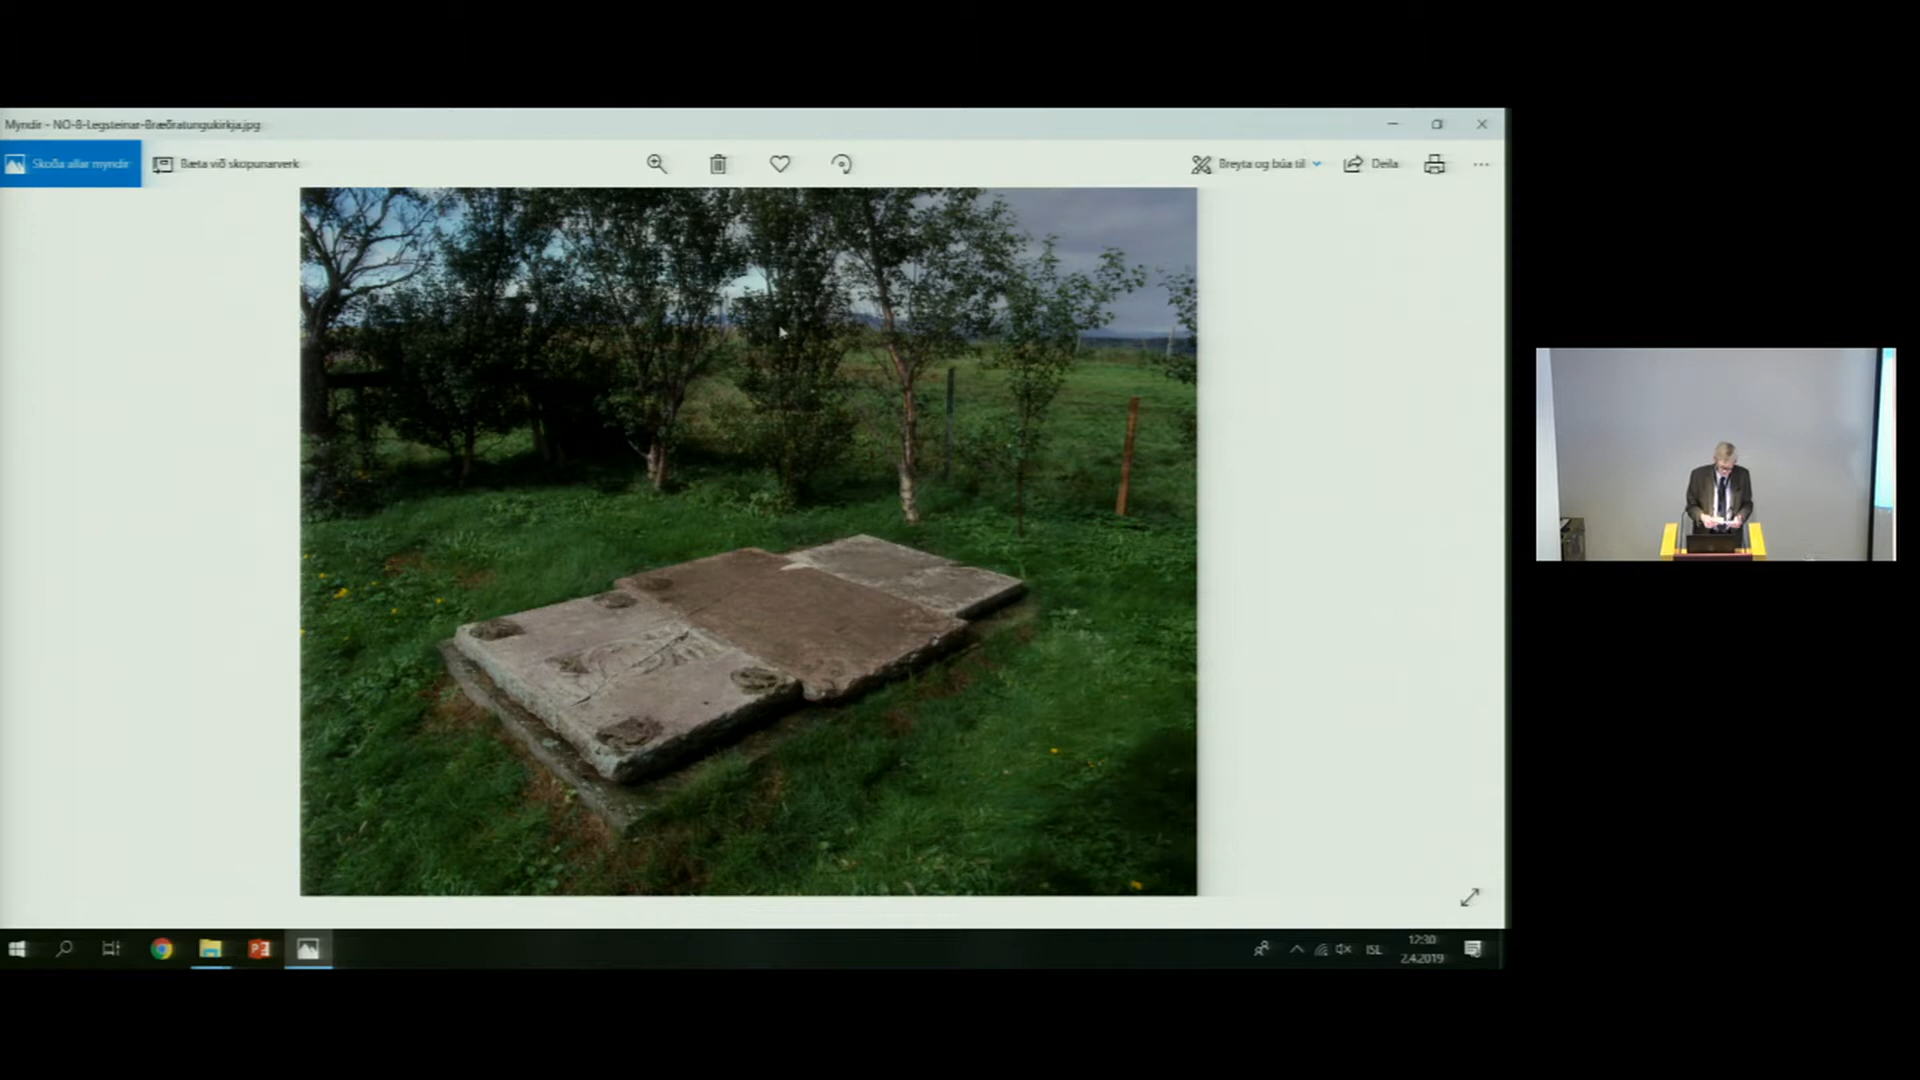 Myndir - NO-8-Legsteinar-Bræðratungukirkja.jpg
Skoða allar myndir
Bæta við sköpunarverk
Breyta og búa til
Deila
ISL
12:30
2.4.2019